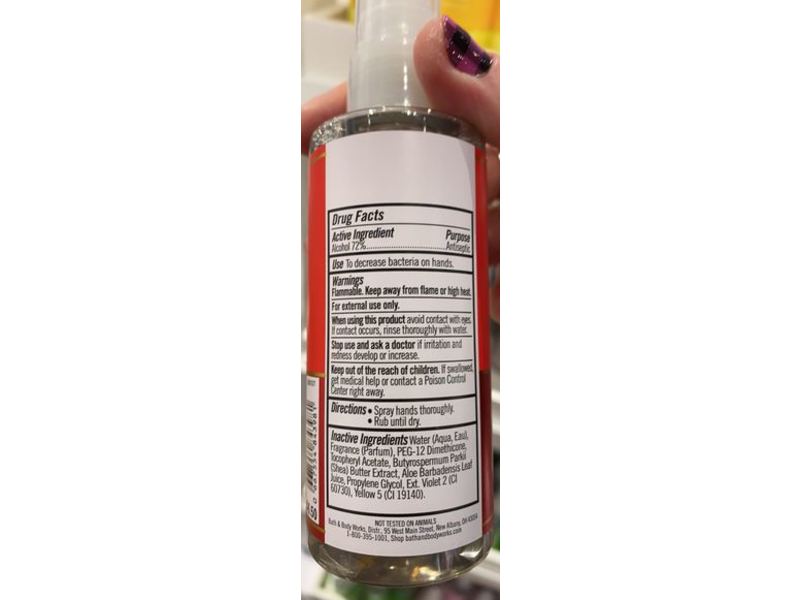 Drug Facts
Active Ingredient Purpose
Alcohol 72%............................Antiseptic
Use To decrease bacteria on hands.
Warnings
Flammable. Keep away from flame or high heat.
For external use only.
When using this product avoid contact with eyes.
If contact occurs, rinse thoroughly with water.
Stop use and ask a doctor if irritation and
redness develop or increase.
Keep out of the reach of children. If swallowed,
get medical help or contact a Poison Control
Center right away.
Directions • Spray hands thoroughly.
• Rub until dry.
Inactive Ingredients Water (Aqua, Eau),
Fragrance (Parfum), PEG-12 Dimethicone,
Tocopheryl Acetate, Butyrospermum Parkii
(Shea) Butter Extract, Aloe Barbadensis Leaf
Juice, Propylene Glycol, Ext. Violet 2 (CI
60730), Yellow 5 (CI 19140).
NOT TESTED ON ANIMALS
Bath & Body Works, Distr., 95 West Main Street, New Albany, OH 43054
1-800-395-1001, Shop bathandbodyworks.com